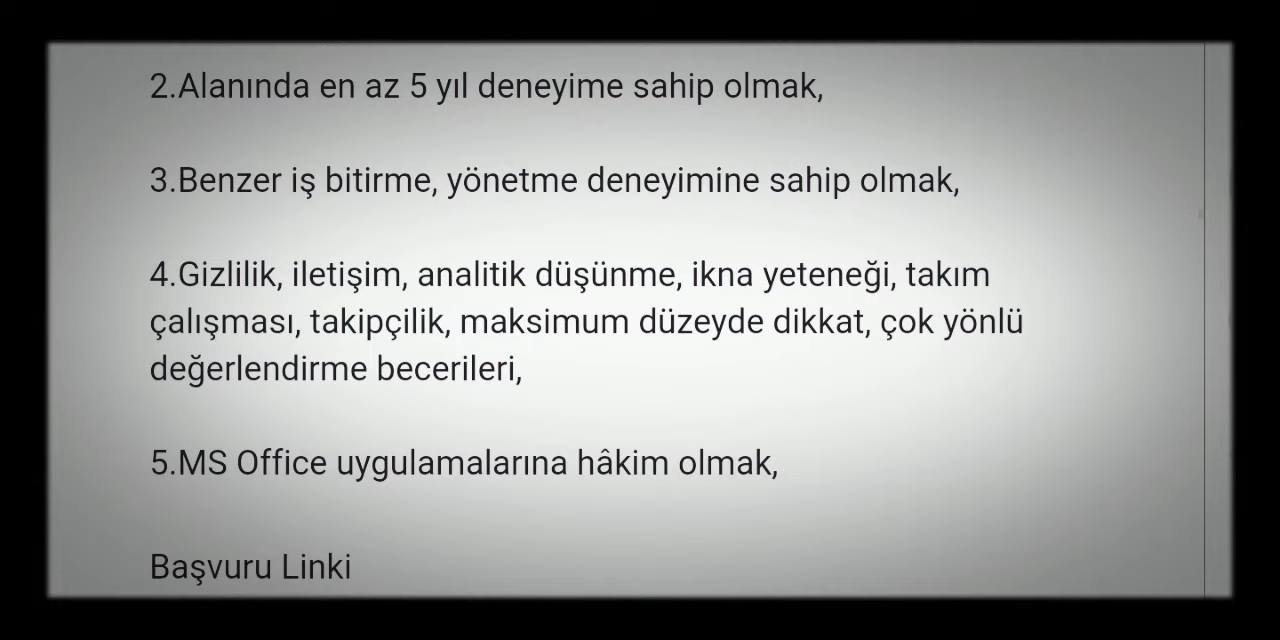 2.Alanında en az 5 yıl deneyime sahip olmak,
3.Benzer iş bitirme, yönetme deneyimine sahip olmak,
4.Gizlilik, iletişim, analitik düşünme, ikna yeteneği, takım
çalışması, takipçilik, maksimum düzeyde dikkat, çok yönlü
değerlendirme becerileri,
5.MS Office uygulamalarına hâkim olmak,
Başvuru Linki